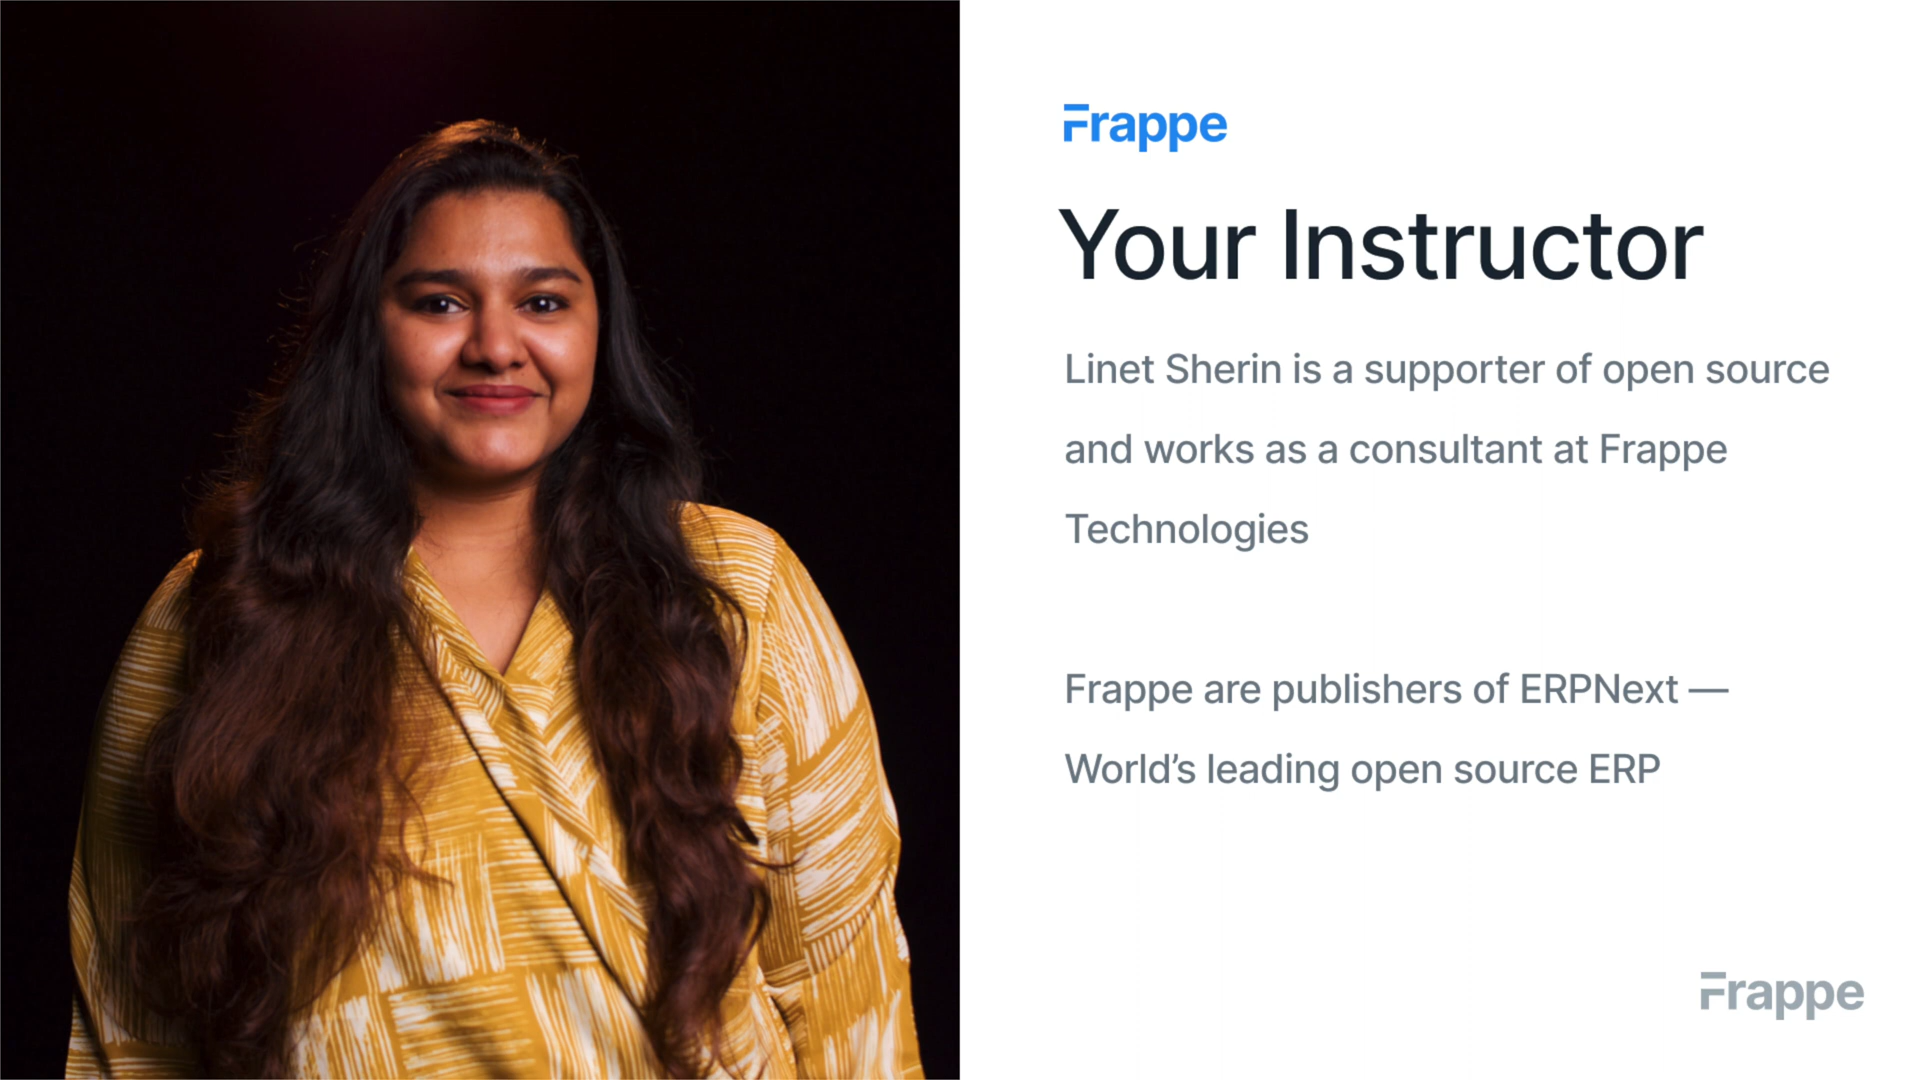 Frappe
Your Instructor
Linet Sherin is a supporter of open source
and works as a consultant at Frappe
Technologies
Frappe are publishers of ERPNext —
World’s leading open source ERP
Frappe